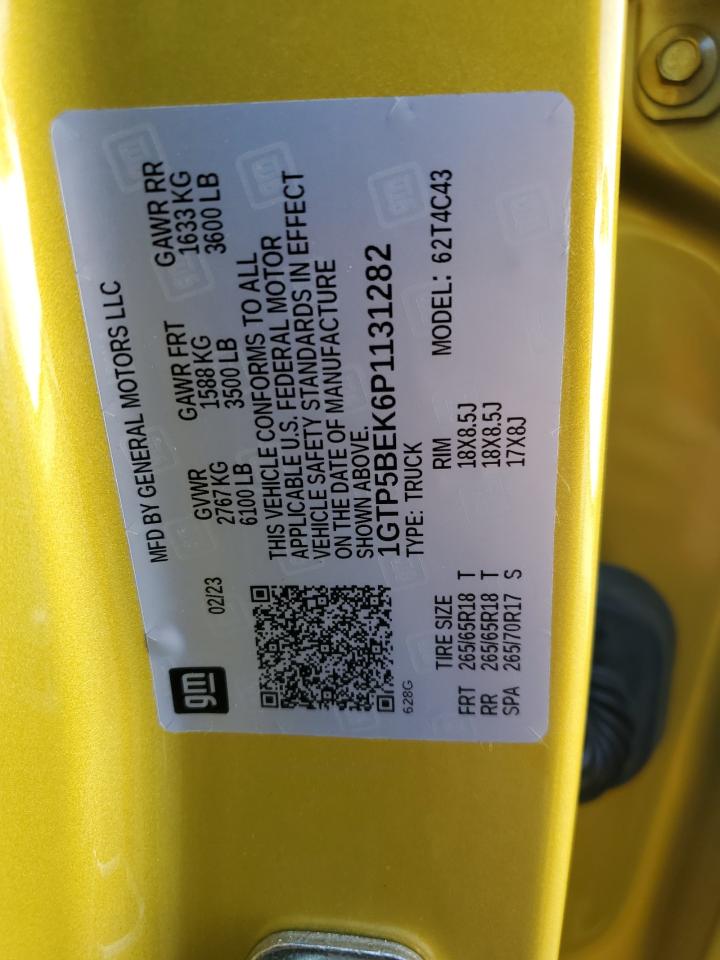 gm
MFD BY GENERAL MOTORS LLC
02/23
GVWR GAWR FRT GAWR RR
2767 KG 1588 KG 1633 KG
6100 LB 3500 LB 3600 LB
THIS VEHICLE CONFORMS TO ALL
APPLICABLE U.S. FEDERAL MOTOR
VEHICLE SAFETY STANDARDS IN EFFECT
ON THE DATE OF MANUFACTURE
SHOWN ABOVE.
1GTP5BEK6P1131282
TYPE: TRUCK MODEL: 62T4C43
628G
TIRE SIZE RIM
FRT 265/65R18 T 18X8.5J
RR 265/65R18 T 18X8.5J
SPA 265/70R17 S 17X8J